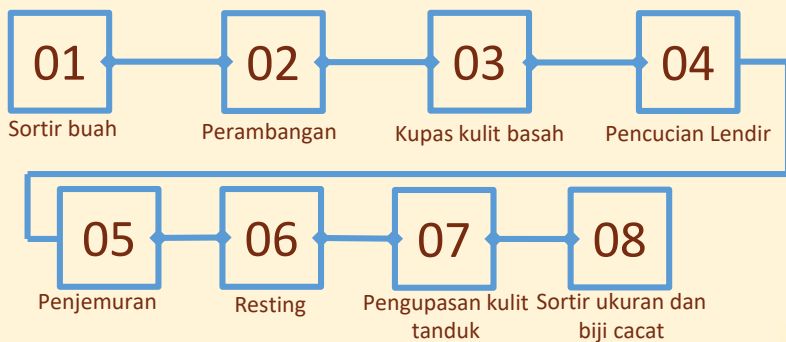 01
02
03
04
Sortir buah
Perambangan
Kupas kulit basah
Pencucian Lendir
05
06
07
08
Penjemuran
Resting
Pengupasan kulit
tanduk
Sortir ukuran dan
biji cacat